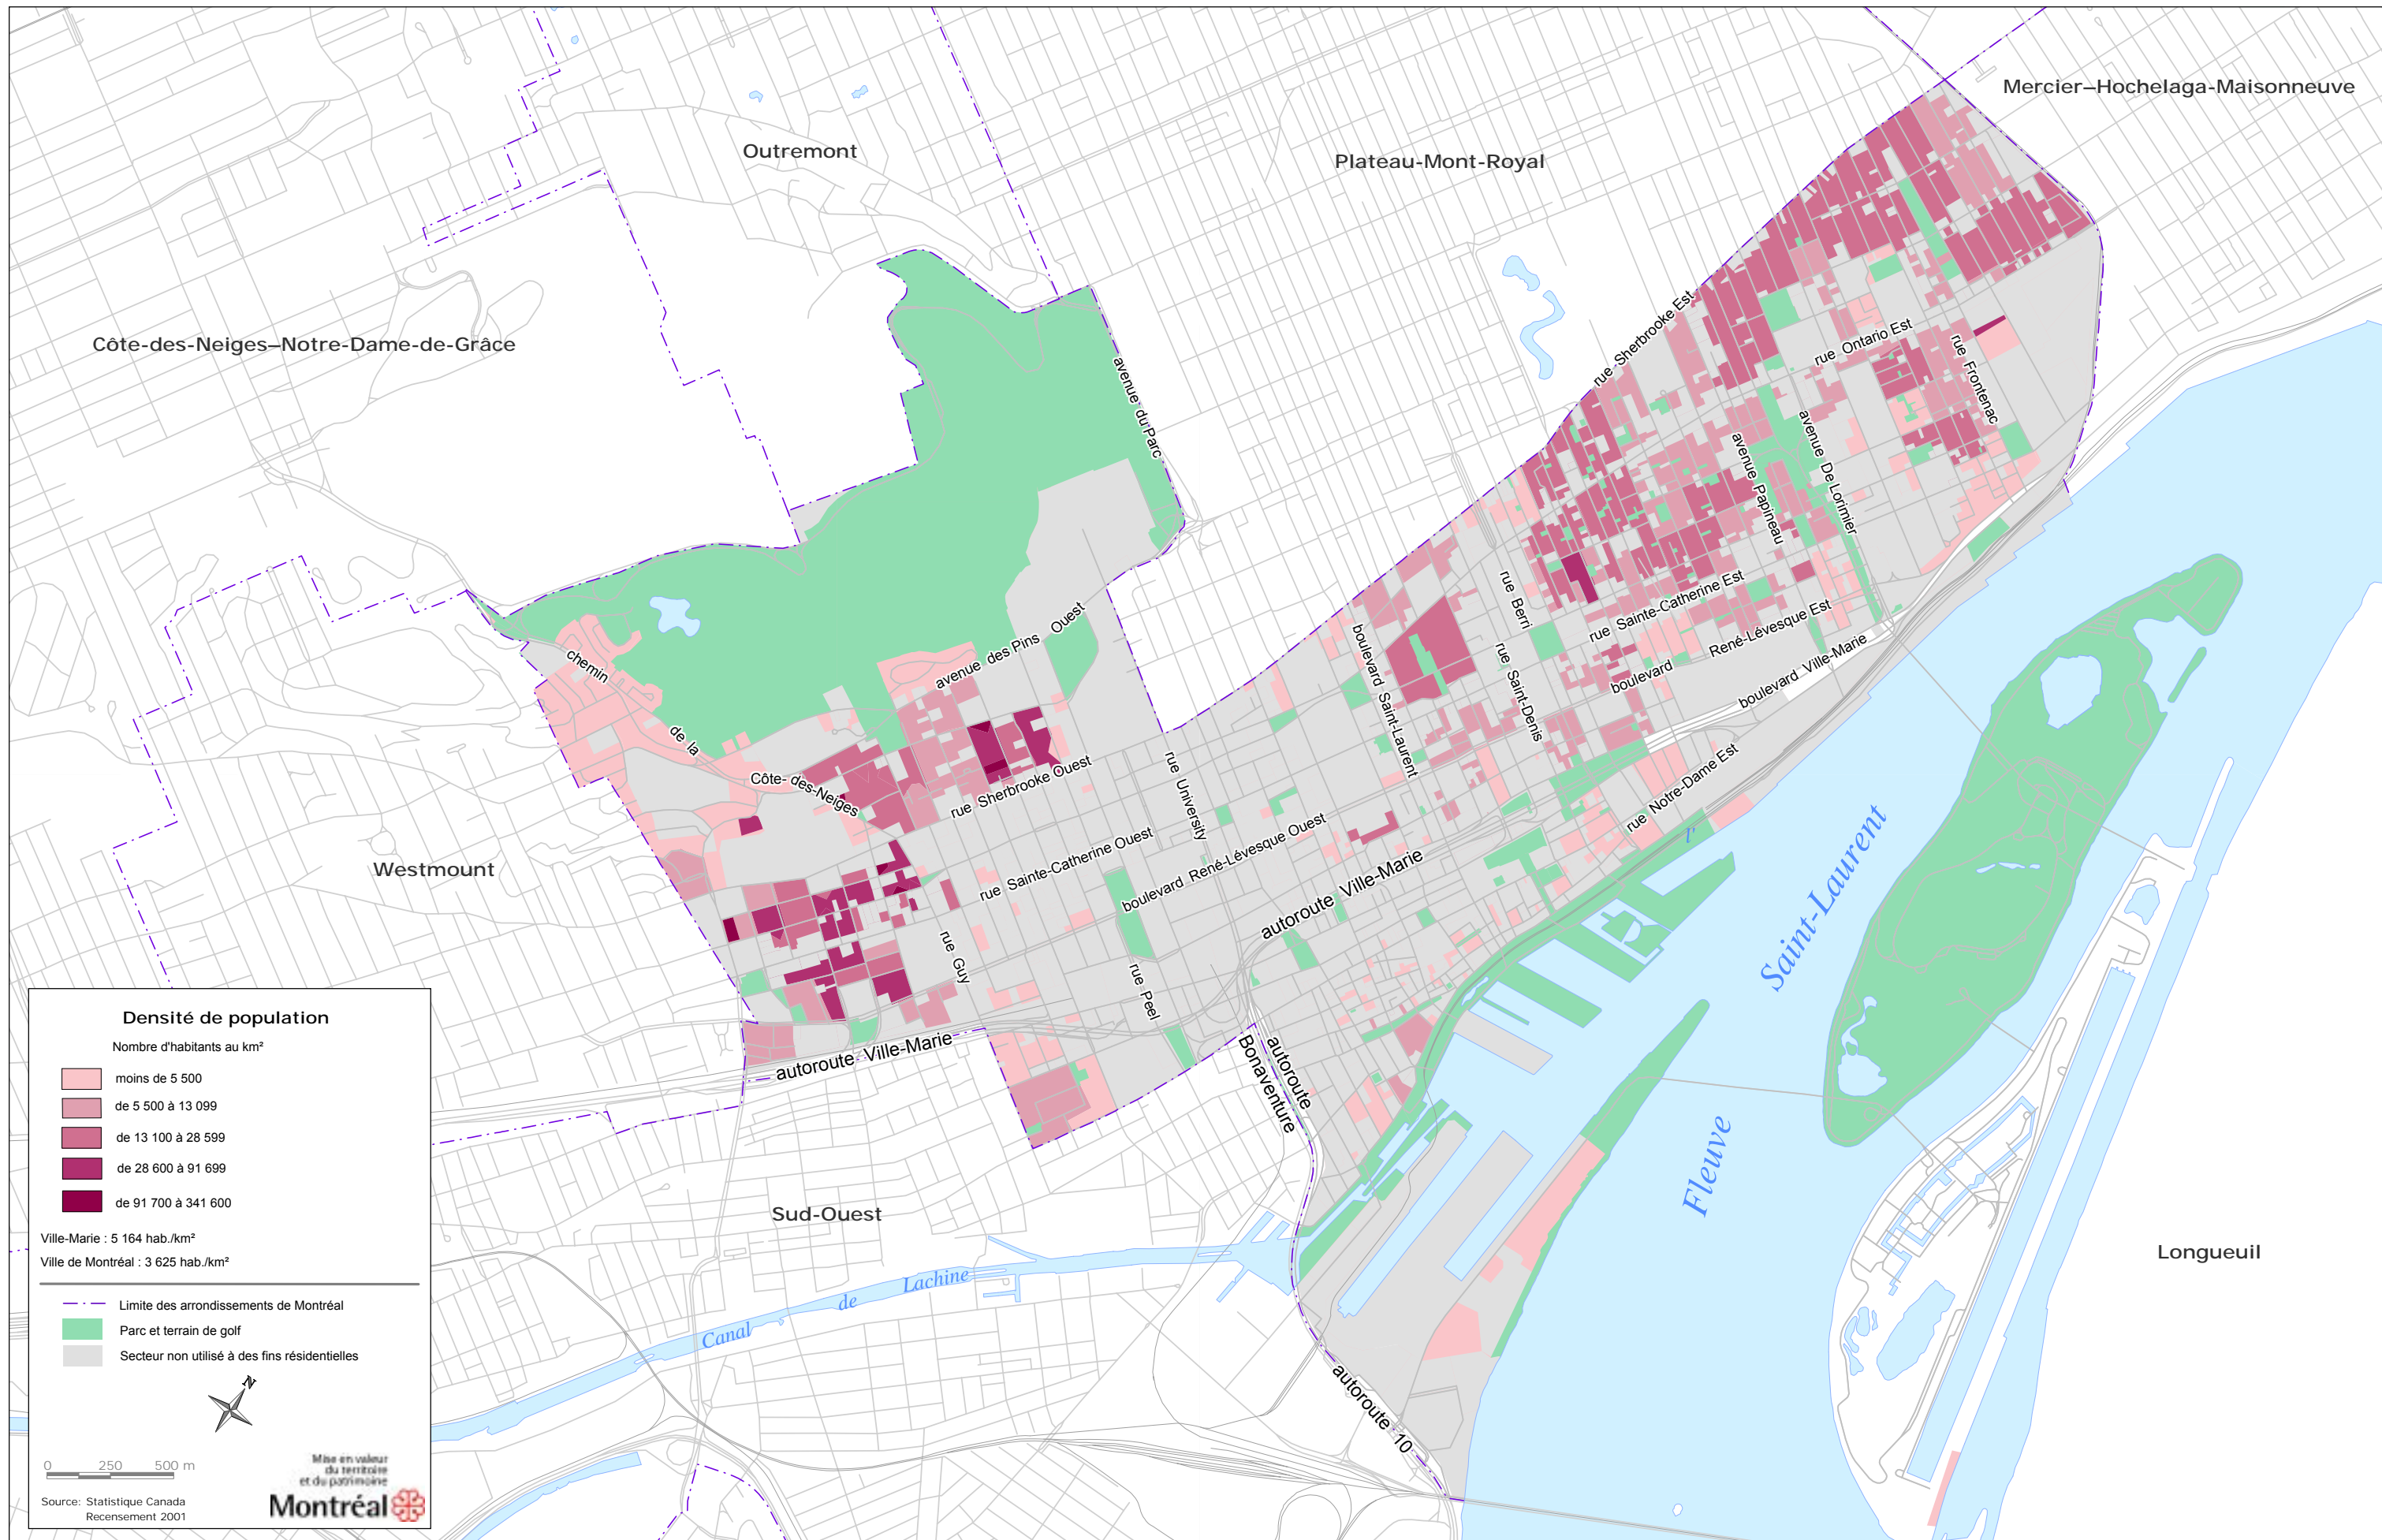 Mercier–Hochelaga-Maisonneuve
Outremont
Plateau-Mont-Royal
Côte-des-Neiges–Notre-Dame-de-Grâce
avenue du Parc
rue Sherbrooke Est
rue Ontario Est
rue Frontenac
avenue De Lorimier
avenue Papineau
rue Berri
rue Sainte-Catherine Est
boulevard René-Lévesque Est
boulevard Ville-Marie
avenue des Pins Ouest
boulevard Saint-Laurent
rue Saint-Denis
chemin de la Côte-des-Neiges
rue Sherbrooke Ouest
rue University
rue Notre-Dame Est
rue Sainte-Catherine Ouest
boulevard René-Lévesque Ouest
autoroute Ville-Marie
Westmount
rue Guy
rue Peel
autoroute Ville-Marie
autoroute
Bonaventure
Fleuve Saint-Laurent
l'
Sud-Ouest
Longueuil
Canal de Lachine
autoroute 10
Densité de population
Nombre d'habitants au km²
moins de 5 500
de 5 500 à 13 099
de 13 100 à 28 599
de 28 600 à 91 699
de 91 700 à 341 600
Ville-Marie : 5 164 hab./km²
Ville de Montréal : 3 625 hab./km²
Limite des arrondissements de Montréal
Parc et terrain de golf
Secteur non utilisé à des fins résidentielles
N
0 250 500 m
Mise en valeur
du territoire
et du patrimoine
Montréal
Source: Statistique Canada
Recensement 2001